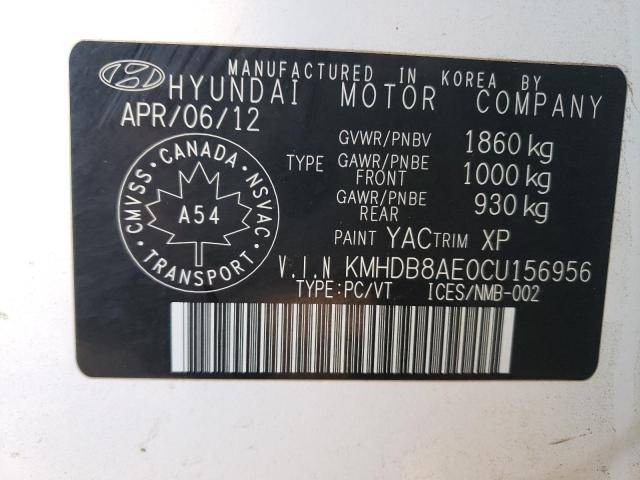 MANUFACTURED IN KOREA BY
HYUNDAI MOTOR COMPANY
APR/06/12
GVWR/PNBV 1860 kg
TYPE GAWR/PNBE FRONT 1000 kg
GAWR/PNBE REAR 930 kg
PAINT YAC TRIM XP
CMVSS · CANADA · NSVAC · TRANSPORT ·
A54
V.I.N KMHDB8AE0CU156956
TYPE:PC/VT ICES/NMB-002